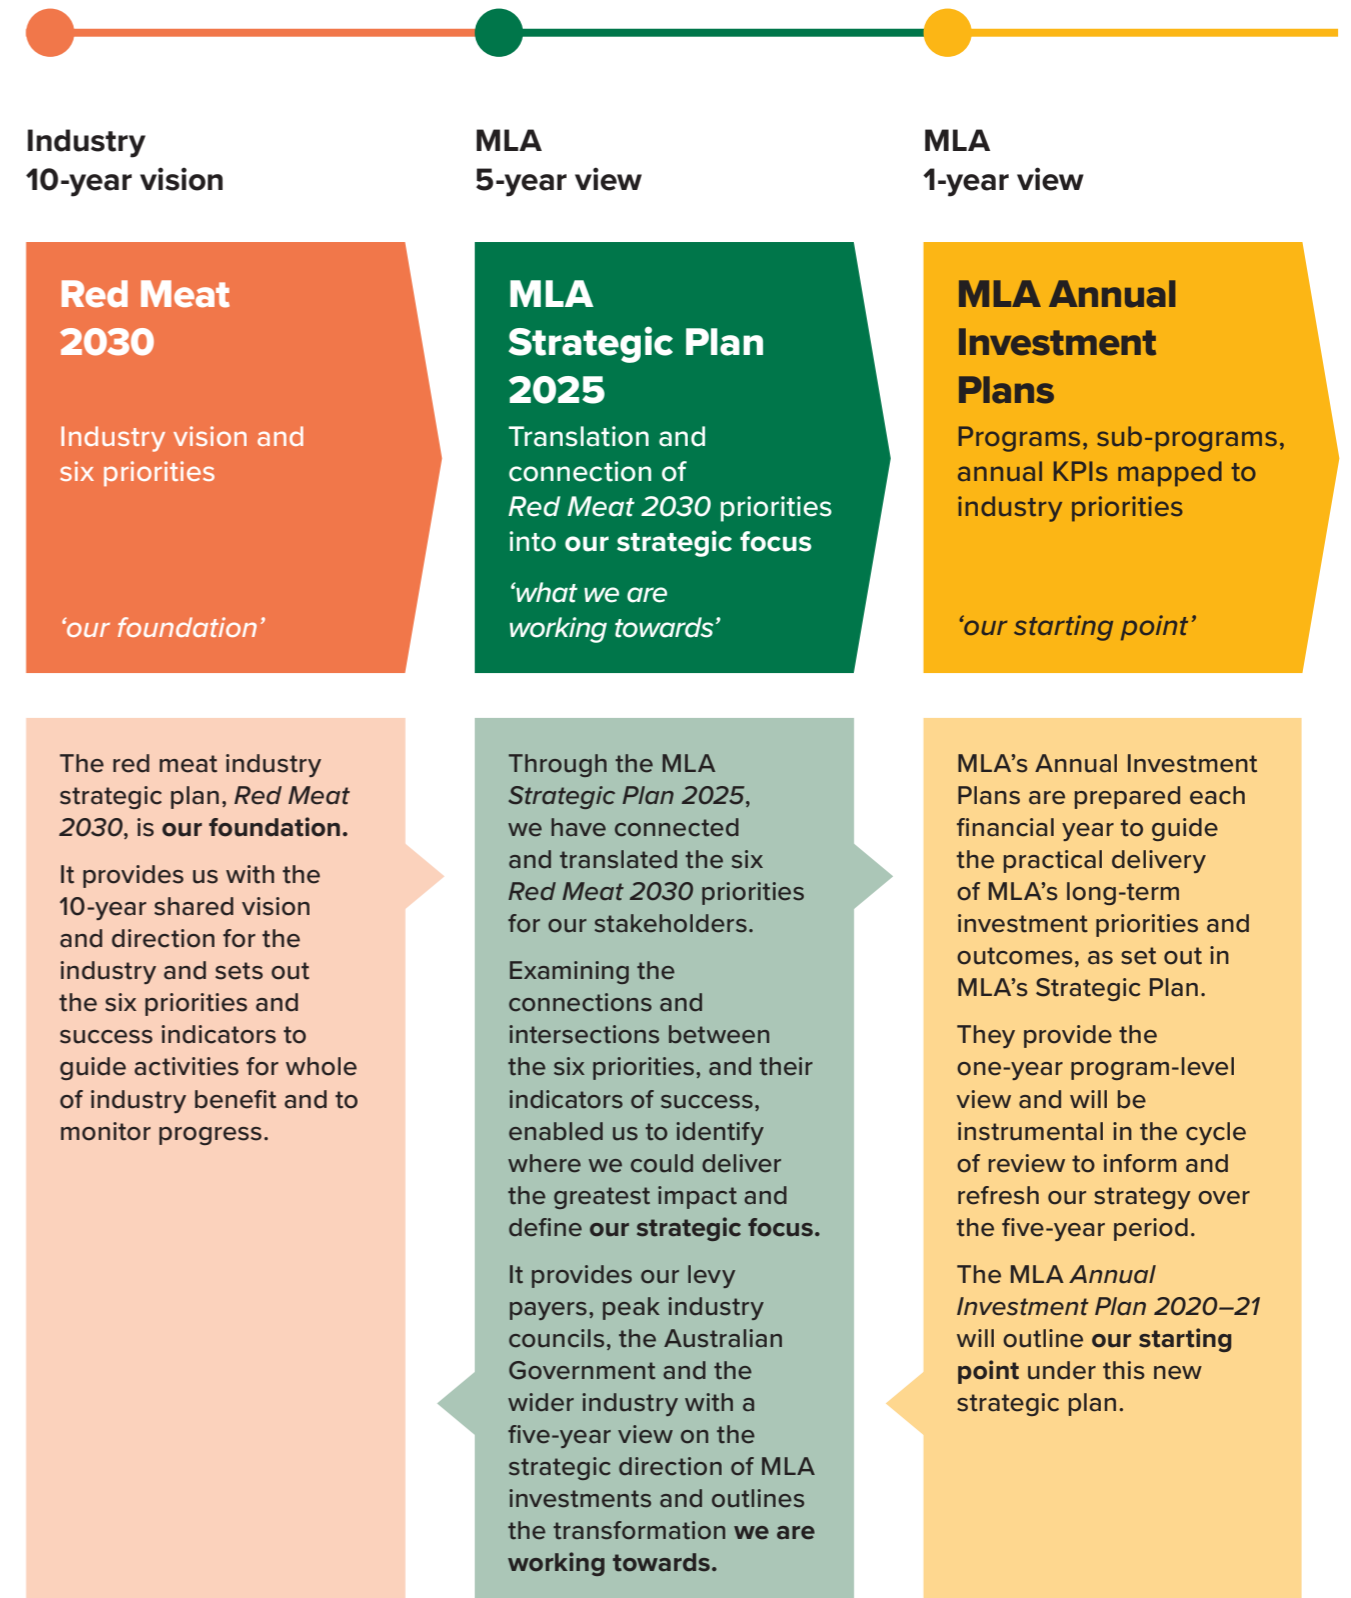 Industry
10-year vision
MLA
5-year view
MLA
1-year view
Red Meat
2030
Industry vision and
six priorities
‘our foundation’
MLA
Strategic Plan
2025
Translation and
connection of
Red Meat 2030 priorities
into our strategic focus
‘what we are
working towards’
MLA Annual
Investment
Plans
Programs, sub-programs,
annual KPIs mapped to
industry priorities
‘our starting point’
The red meat industry
strategic plan, Red Meat
2030, is our foundation.
It provides us with the
10-year shared vision
and direction for the
industry and sets out
the six priorities and
success indicators to
guide activities for whole
of industry benefit and to
monitor progress.
Through the MLA
Strategic Plan 2025,
we have connected
and translated the six
Red Meat 2030 priorities
for our stakeholders.
Examining the
connections and
intersections between
the six priorities, and their
indicators of success,
enabled us to identify
where we could deliver
the greatest impact and
define our strategic focus.
It provides our levy
payers, peak industry
councils, the Australian
Government and the
wider industry with a
five-year view on the
strategic direction of MLA
investments and outlines
the transformation we are
working towards.
MLA’s Annual Investment
Plans are prepared each
financial year to guide
the practical delivery
of MLA’s long-term
investment priorities and
outcomes, as set out in
MLA’s Strategic Plan.
They provide the
one-year program-level
view and will be
instrumental in the cycle
of review to inform and
refresh our strategy over
the five-year period.
The MLA Annual
Investment Plan 2020–21
will outline our starting
point under this new
strategic plan.